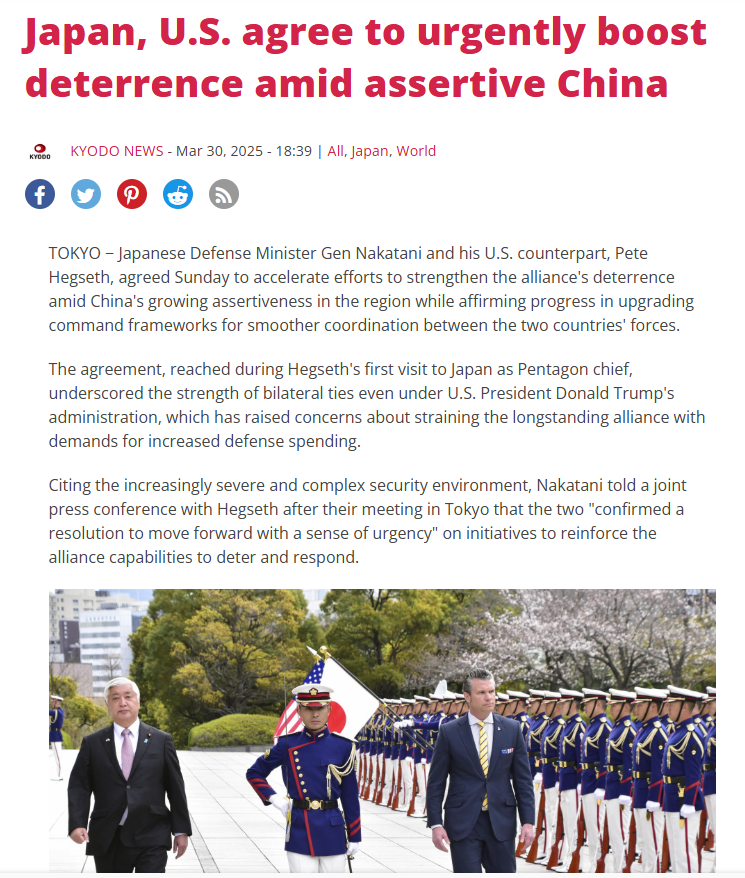 Japan, U.S. agree to urgently boost
deterrence amid assertive China
KYODO
KYODO NEWS - Mar 30, 2025 - 18:39 | All, Japan, World
TOKYO – Japanese Defense Minister Gen Nakatani and his U.S. counterpart, Pete
Hegseth, agreed Sunday to accelerate efforts to strengthen the alliance's deterrence
amid China's growing assertiveness in the region while affirming progress in upgrading
command frameworks for smoother coordination between the two countries' forces.
The agreement, reached during Hegseth's first visit to Japan as Pentagon chief,
underscored the strength of bilateral ties even under U.S. President Donald Trump's
administration, which has raised concerns about straining the longstanding alliance with
demands for increased defense spending.
Citing the increasingly severe and complex security environment, Nakatani told a joint
press conference with Hegseth after their meeting in Tokyo that the two "confirmed a
resolution to move forward with a sense of urgency" on initiatives to reinforce the
alliance capabilities to deter and respond.